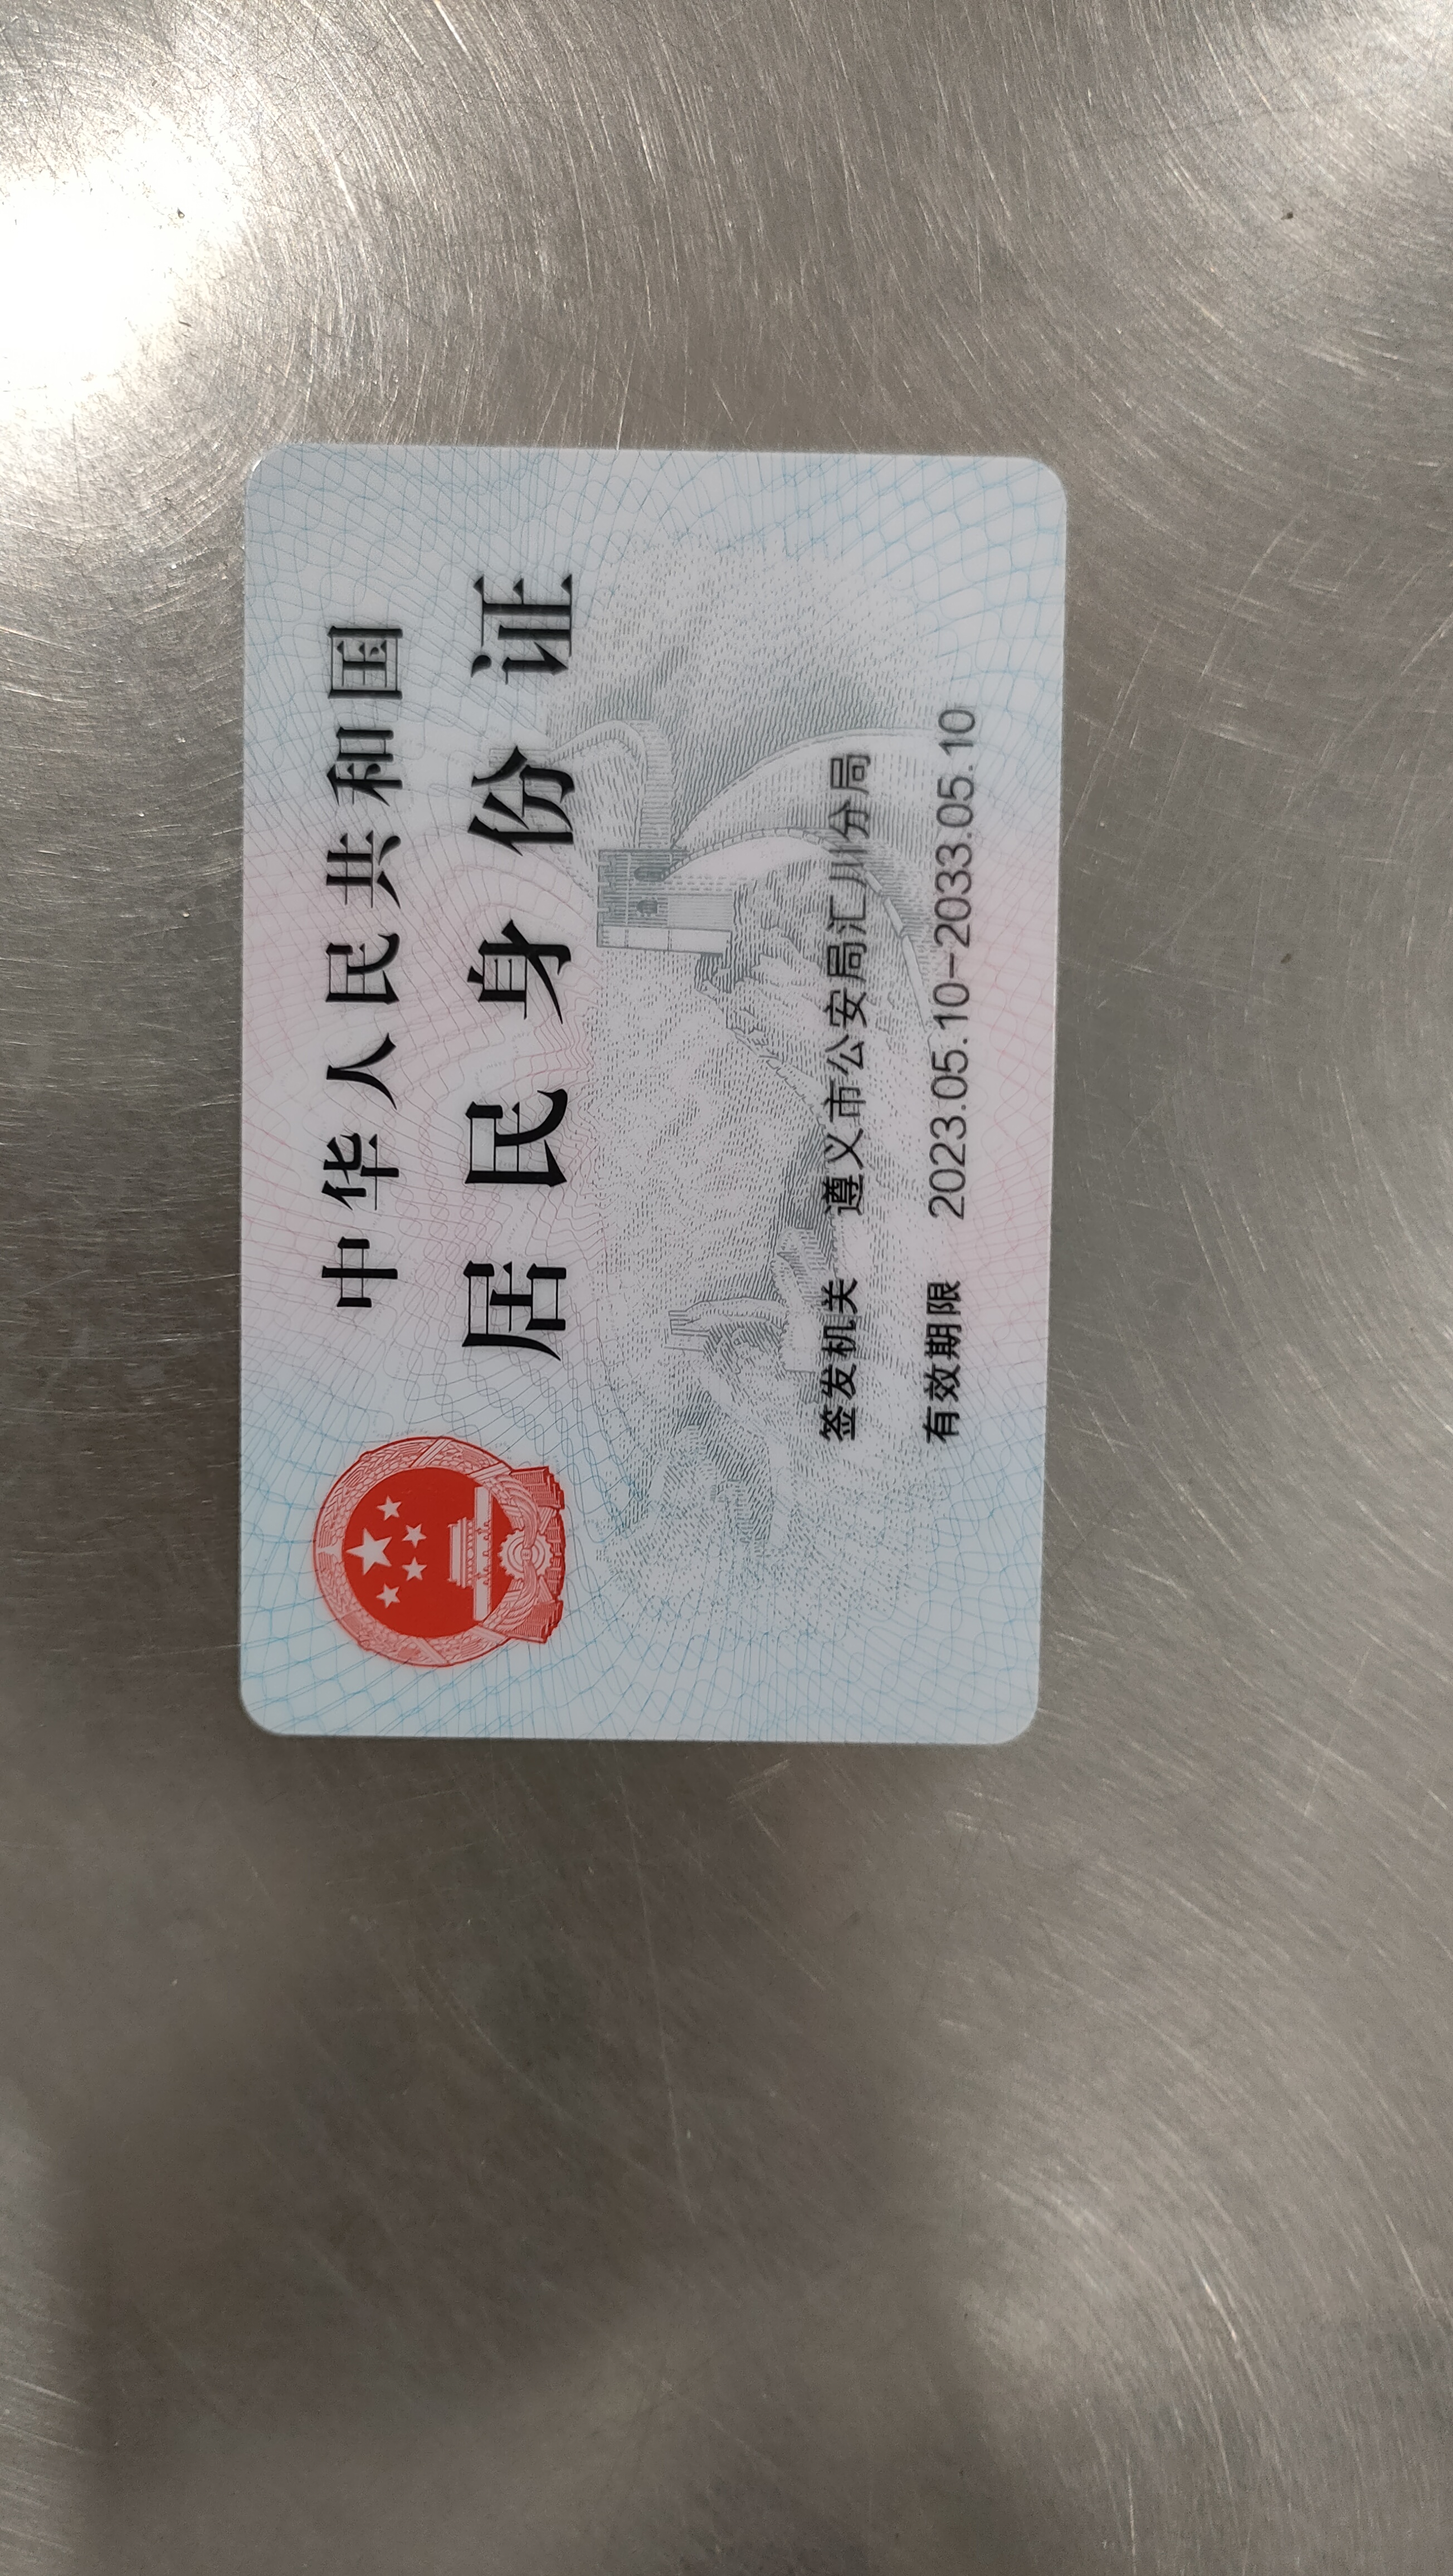 中华人民共和国
居民身份证
签发机关 遵义市公安局汇川分局
有效期限 2023.05.10-2033.05.10